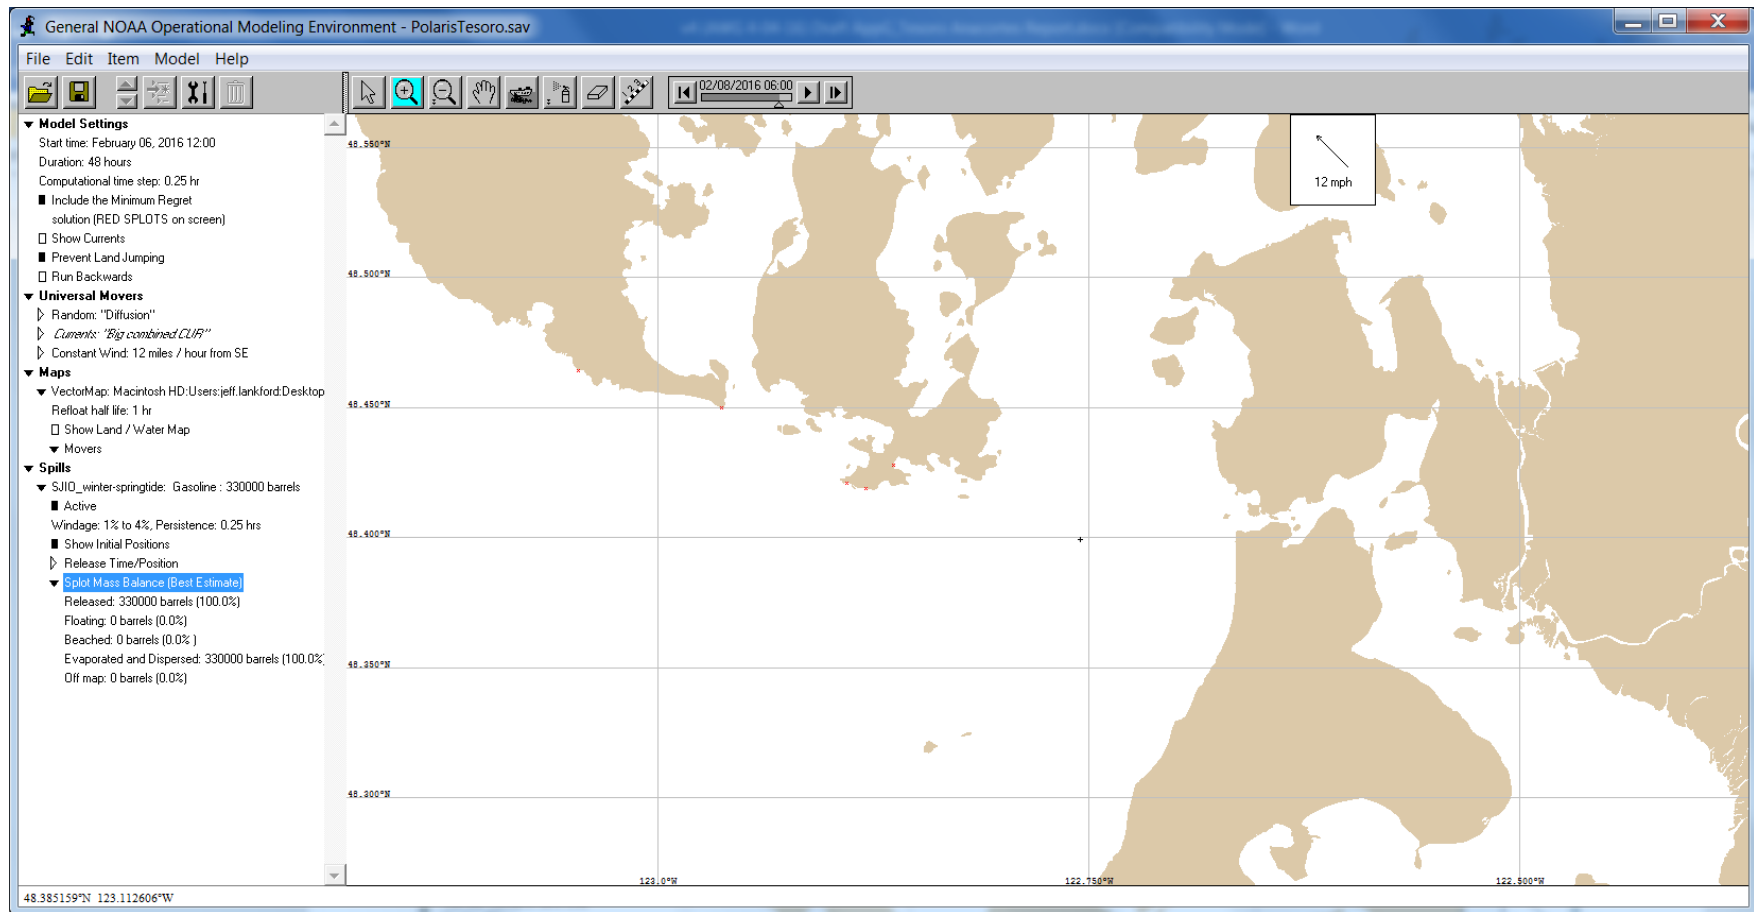 General NOAA Operational Modeling Environment - PolarisTesoro.sav
File Edit Item Model Help
02/08/2016 06:00
Model Settings
Start time: February 06, 2016 12:00
Duration: 48 hours
Computational time step: 0.25 hr
Include the Minimum Regret
solution (RED SPLOTS on screen)
Show Currents
Prevent Land Jumping
Run Backwards
Universal Movers
Random: "Diffusion"
Currents: "Big combined.CUR"
Constant Wind: 12 miles / hour from SE
Maps
VectorMap: Macintosh HD:Users:jeff.lankford:Desktop
Refloat half life: 1 hr
Show Land / Water Map
Movers
Spills
SJIO_winter-springtide: Gasoline : 330000 barrels
Active
Windage: 1% to 4%, Persistence: 0.25 hrs
Show Initial Positions
Release Time/Position
Splot Mass Balance (Best Estimate)
Released: 330000 barrels (100.0%)
Floating: 0 barrels (0.0%)
Beached: 0 barrels (0.0% )
Evaporated and Dispersed: 330000 barrels (100.0%
Off map: 0 barrels (0.0%)
48.550°N
48.500°N
48.450°N
48.400°N
48.350°N
48.300°N
12 mph
123.0°W
122.750°W
122.500°W
48.385159°N 123.112606°W